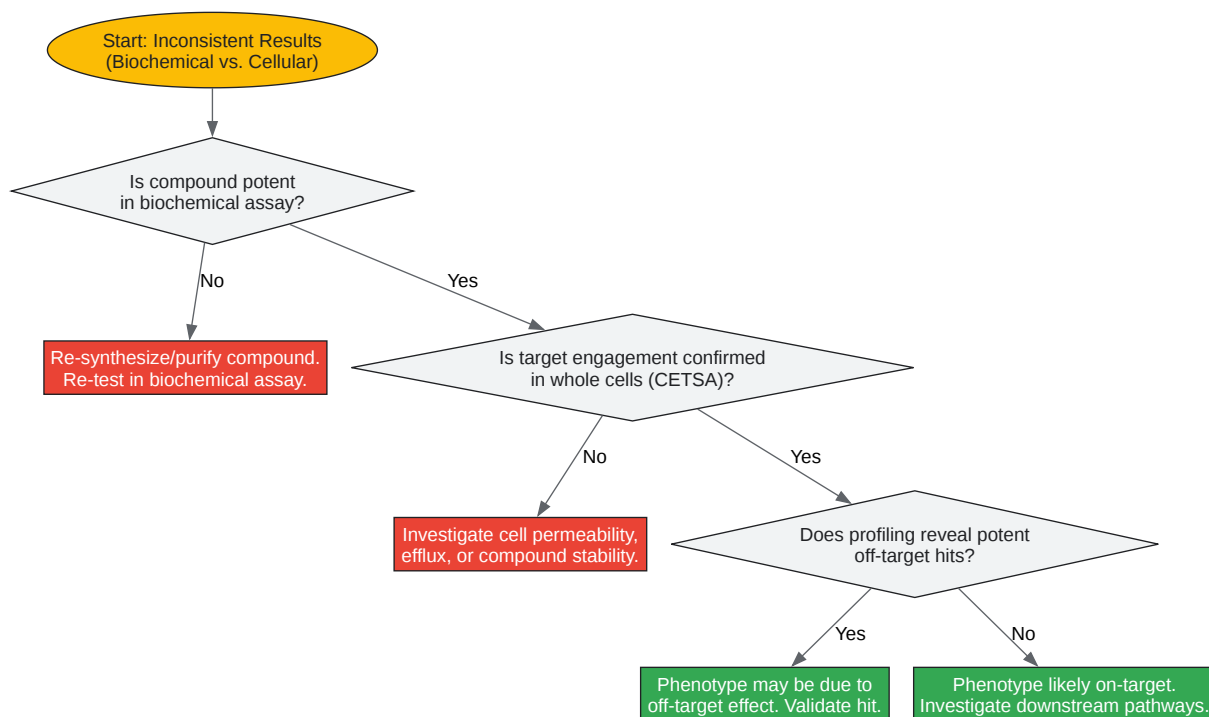 Start: Inconsistent Results
(Biochemical vs. Cellular)
Is compound potent
in biochemical assay?
No
Yes
Re-synthesize/purify compound.
Re-test in biochemical assay.
Is target engagement confirmed
in whole cells (CETSA)?
No
Yes
Investigate cell permeability,
efflux, or compound stability.
Does profiling reveal potent
off-target hits?
Yes
No
Phenotype may be due to
off-target effect. Validate hit.
Phenotype likely on-target.
Investigate downstream pathways.